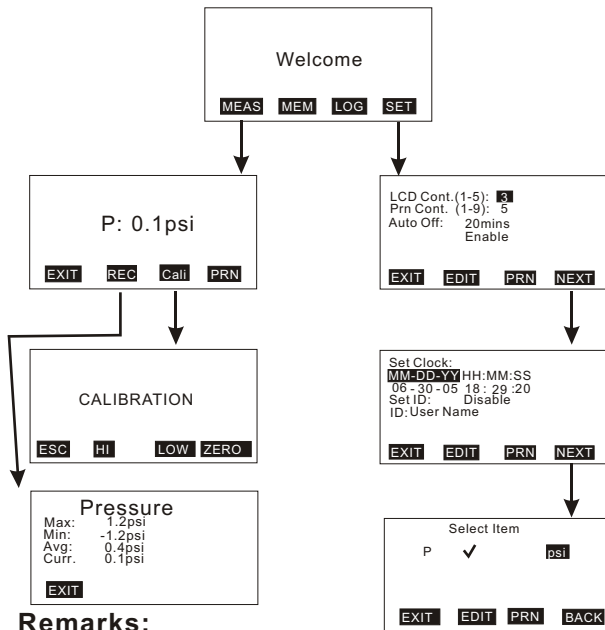 Welcome
MEAS MEM LOG SET
P: 0.1psi
EXIT REC Cali PRN
LCD Cont.(1-5): 3
Prn Cont. (1-9): 5
Auto Off: 20mins
Enable
EXIT EDIT PRN NEXT
CALIBRATION
ESC HI LOW ZERO
Set Clock:
MM-DD-YY HH:MM:SS
06-30-05 18:29:20
Set ID: Disable
ID: User Name
EXIT EDIT PRN NEXT
Pressure
Max: 1.2psi
Min: -1.2psi
Avg: 0.4psi
Curr. 0.1psi
EXIT
Select Item
P ✓ psi
EXIT EDIT PRN BACK
Remarks: